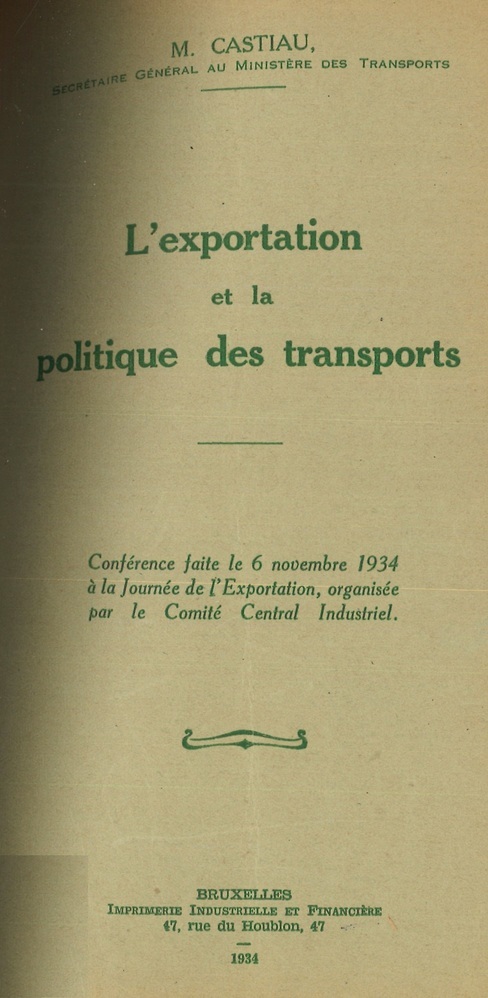 M. CASTIAU,
SECRÉTAIRE GÉNÉRAL AU MINISTÈRE DES TRANSPORTS
L'exportation
et la
politique des transports
Conférence faite le 6 novembre 1934
à la Journée de l'Exportation, organisée
par le Comité Central Industriel.
BRUXELLES
IMPRIMERIE INDUSTRIELLE ET FINANCIÈRE
47, rue du Houblon, 47
1934